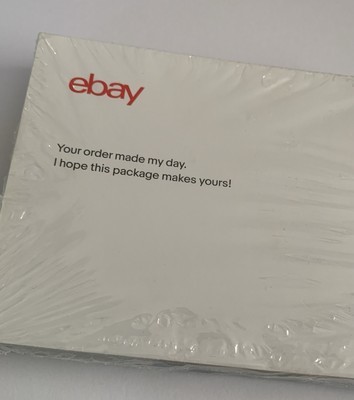 ebay
Your order made my day.
I hope this package makes yours!